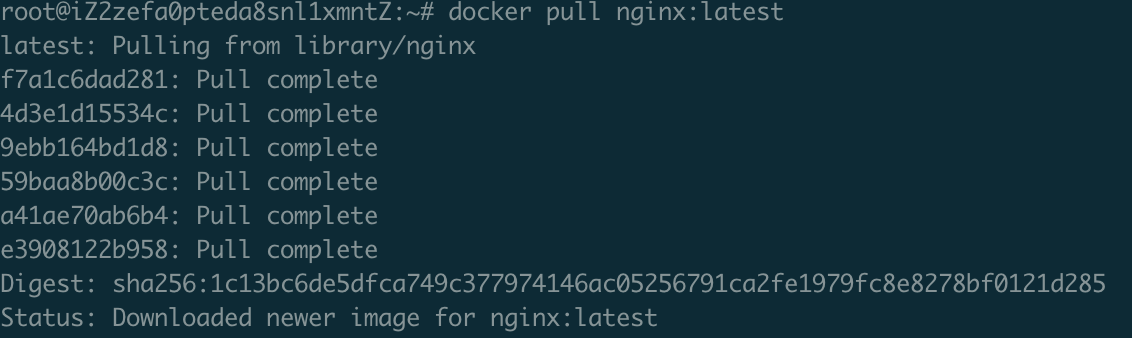 root@iZ2zefa0pteda8snl1xmntZ:~# docker pull nginx:latest
latest: Pulling from library/nginx
f7a1c6dad281: Pull complete
4d3e1d15534c: Pull complete
9ebb164bd1d8: Pull complete
59baa8b00c3c: Pull complete
a41ae70ab6b4: Pull complete
e3908122b958: Pull complete
Digest: sha256:1c13bc6de5dfca749c377974146ac05256791ca2fe1979fc8e8278bf0121d285
Status: Downloaded newer image for nginx:latest